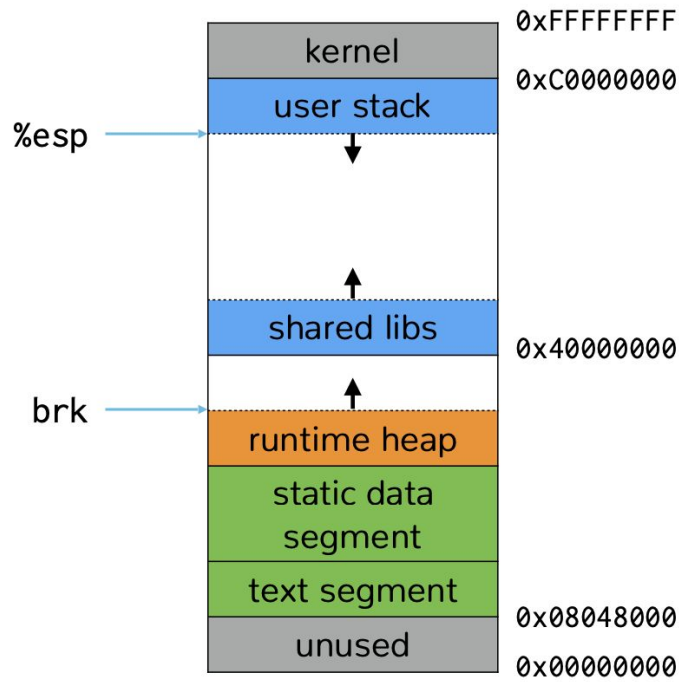 0xFFFFFFFF
kernel
0xC0000000
user stack
%esp
shared libs
0x40000000
brk
runtime heap
static data
segment
text segment
0x08048000
unused
0x00000000